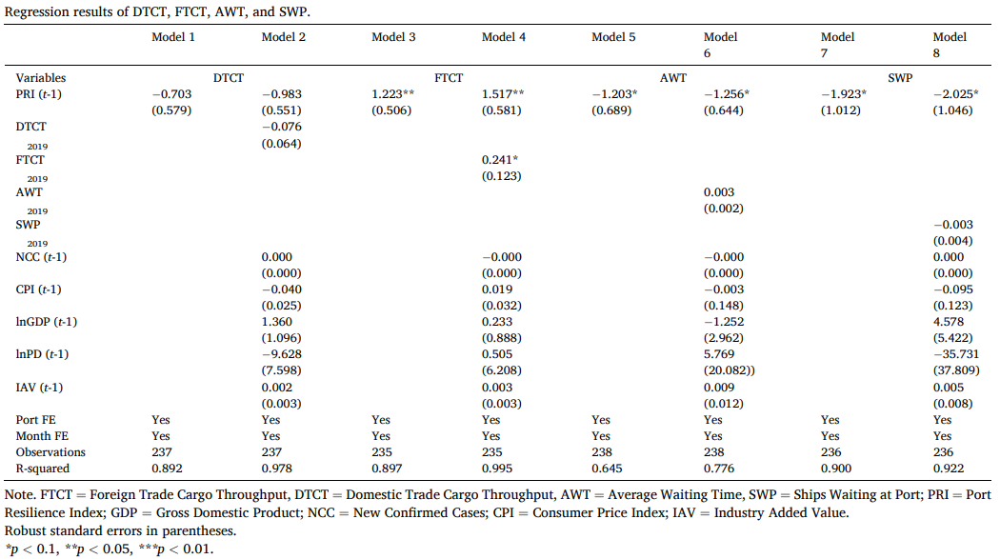 Regression results of DTCT, FTCT, AWT, and SWP.
Model 1 Model 2 Model 3 Model 4 Model 5 Model 6 Model 7 Model 8
Variables DTCT FTCT AWT SWP
PRI (t-1) −0.703 −0.983 1.223** 1.517** −1.203* −1.256* −1.923* −2.025*
(0.579) (0.551) (0.506) (0.581) (0.689) (0.644) (1.012) (1.046)
DTCT −0.076
2019 (0.064)
FTCT 0.241*
2019 (0.123)
AWT 0.003
2019 (0.002)
SWP −0.003
2019 (0.004)
NCC (t-1) 0.000 −0.000 −0.000 0.000
(0.000) (0.000) (0.000) (0.000)
CPI (t-1) −0.040 0.019 −0.003 −0.095
(0.025) (0.032) (0.148) (0.123)
lnGDP (t-1) 1.360 0.233 −1.252 4.578
(1.096) (0.888) (2.962) (5.422)
lnPD (t-1) −9.628 0.505 5.769 −35.731
(7.598) (6.208) (20.082)) (37.809)
IAV (t-1) 0.002 0.003 0.009 0.005
(0.003) (0.003) (0.012) (0.008)
Port FE Yes Yes Yes Yes Yes Yes Yes Yes
Month FE Yes Yes Yes Yes Yes Yes Yes Yes
Observations 237 237 235 235 238 238 236 236
R-squared 0.892 0.978 0.897 0.995 0.645 0.776 0.900 0.922
Note. FTCT = Foreign Trade Cargo Throughput, DTCT = Domestic Trade Cargo Throughput, AWT = Average Waiting Time, SWP = Ships Waiting at Port; PRI = Port
Resilience Index; GDP = Gross Domestic Product; NCC = New Confirmed Cases; CPI = Consumer Price Index; IAV = Industry Added Value.
Robust standard errors in parentheses.
*p < 0.1, **p < 0.05, ***p < 0.01.